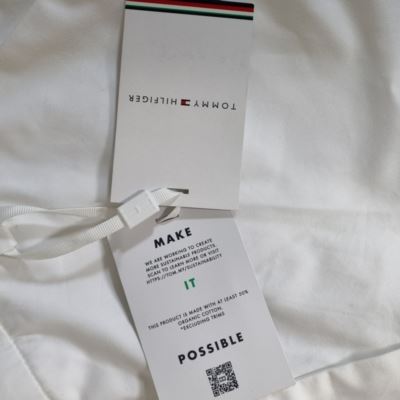 TOMMY HILFIGER
MAKE
WE ARE WORKING TO CREATE
MORE SUSTAINABLE PRODUCTS.
SCAN TO LEARN MORE OR VISIT
HTTPS://TOM.MY/SUSTAINABILITY
IT
THIS PRODUCT IS MADE WITH AT LEAST 50%
ORGANIC COTTON.
*EXCLUDING TRIMS
POSSIBLE